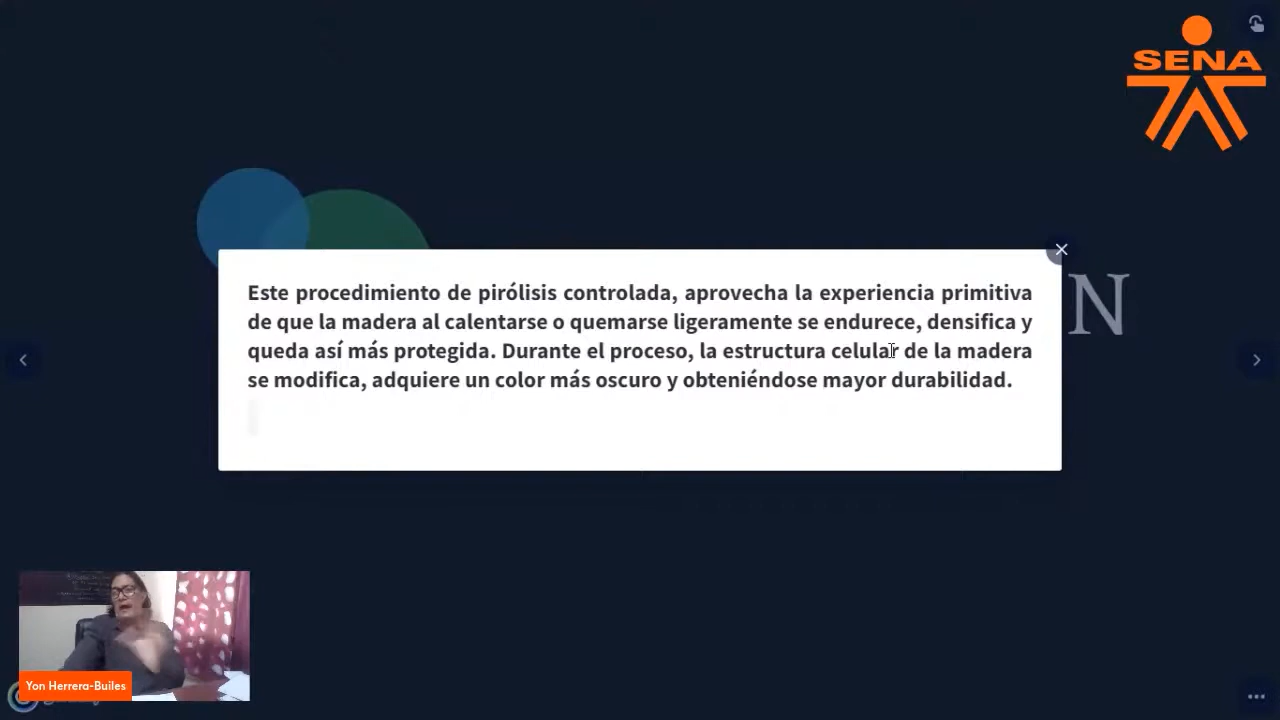 SENA
Este procedimiento de pirólisis controlada, aprovecha la experiencia primitiva
de que la madera al calentarse o quemarse ligeramente se endurece, densifica y
queda así más protegida. Durante el proceso, la estructura celular de la madera
se modifica, adquiere un color más oscuro y obteniéndose mayor durabilidad.
N
Yon Herrera-Builes